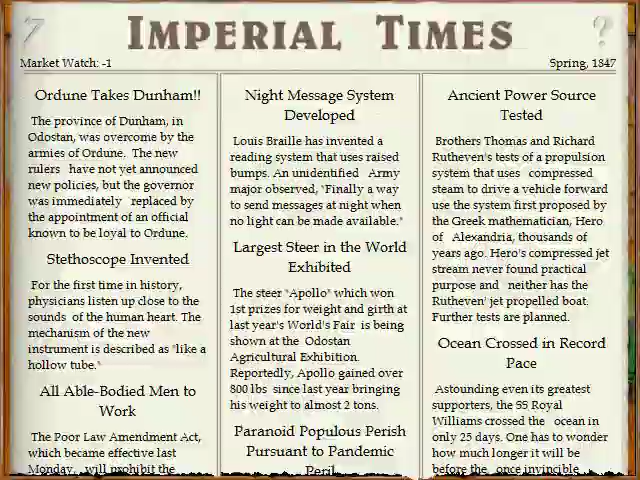 7
IMPERIAL TIMES
?
Market Watch: -1
Spring, 1847
Ordune Takes Dunham!!
The province of Dunham, in
Odostan, was overcome by the
armies of Ordune. The new
rulers have not yet announced
new policies, but the governor
was immediately replaced by
the appointment of an official
known to be loyal to Ordune.
Stethoscope Invented
For the first time in history,
physicians listen up close to the
sounds of the human heart. The
mechanism of the new
instrument is described as "like a
hollow tube."
All Able-Bodied Men to
Work
The Poor Law Amendment Act,
which became effective last
Monday, will prohibit the
Night Message System
Developed
Louis Braille has invented a
reading system that uses raised
bumps. An unidentified Army
major observed, "Finally a way
to send messages at night when
no light can be made available."
Largest Steer in the World
Exhibited
The steer "Apollo" which won
1st prizes for weight and girth at
last year's World's Fair is being
shown at the Odostan
Agricultural Exhibition.
Reportedly, Apollo gained over
800 lbs since last year bringing
his weight to almost 2 tons.
Paranoid Populous Perish
Pursuant to Pandemic
Peril
Ancient Power Source
Tested
Brothers Thomas and Richard
Rutheven's tests of a propulsion
system that uses compressed
steam to drive a vehicle forward
use the system first proposed by
the Greek mathematician, Hero
of Alexandria, thousands of
years ago. Hero's compressed jet
stream never found practical
purpose and neither has the
Rutheven' jet propelled boat.
Further tests are planned.
Ocean Crossed in Record
Pace
Astounding even its greatest
supporters, the SS Royal
Williams crossed the ocean in
only 25 days. One has to wonder
how much longer it will be
before the once invincible